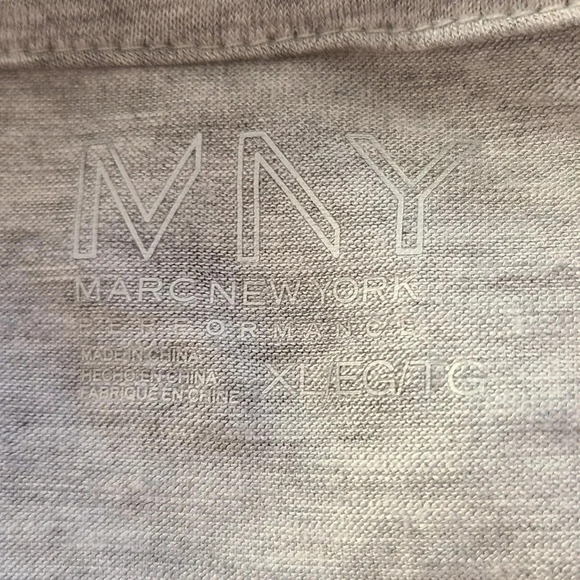 MNY
MARC NEW YORK
PERFORMANCE
MADE IN CHINA
HECHO EN CHINA
FABRIQUE EN CHINE
XL/EG/TG